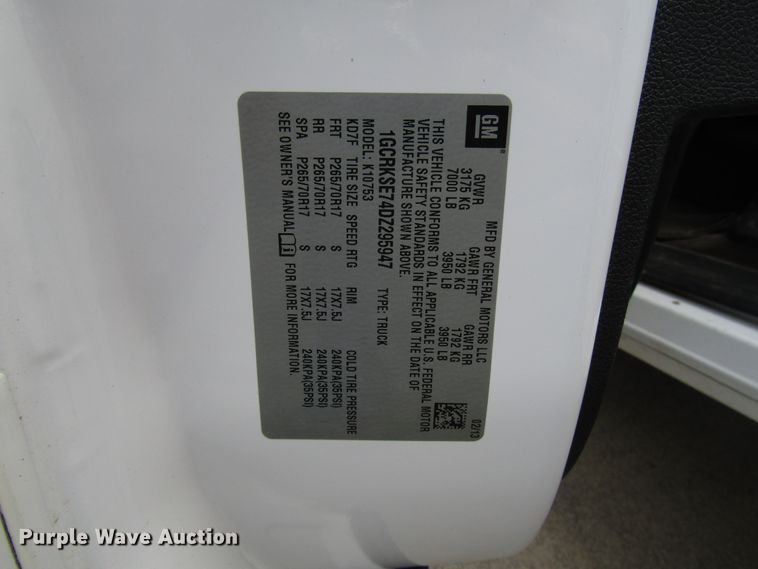 GM
®
MFD BY GENERAL MOTORS LLC 02/13
GVWR GAWR FRT GAWR RR
3175 KG 1792 KG 1792 KG
7000 LB 3950 LB 3950 LB
THIS VEHICLE CONFORMS TO ALL APPLICABLE U.S. FEDERAL MOTOR
VEHICLE SAFETY STANDARDS IN EFFECT ON THE DATE OF
MANUFACTURE SHOWN ABOVE.
1GCRKSE74DZ295947 TYPE: TRUCK
MODEL: K10753
KD7F TIRE SIZE SPEED RTG RIM COLD TIRE PRESSURE
FRT P265/70R17 S 17X7.5J 240KPA(35PSI)
RR P265/70R17 S 17X7.5J 240KPA(35PSI)
SPA P265/70R17 S 17X7.5J 240KPA(35PSI)
SEE OWNER'S MANUAL FOR MORE INFORMATION.
Purple Wave Auction